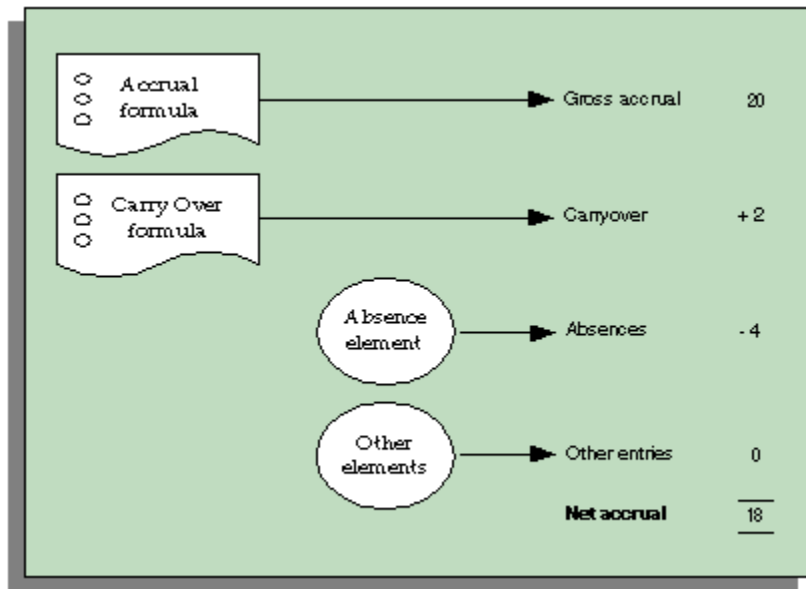 Accrual
formula
Gross accrual 20
Carry Over
formula
Carryover + 2
Absence
element
Absences - 4
Other
elements
Other entries 0
Net accrual 18